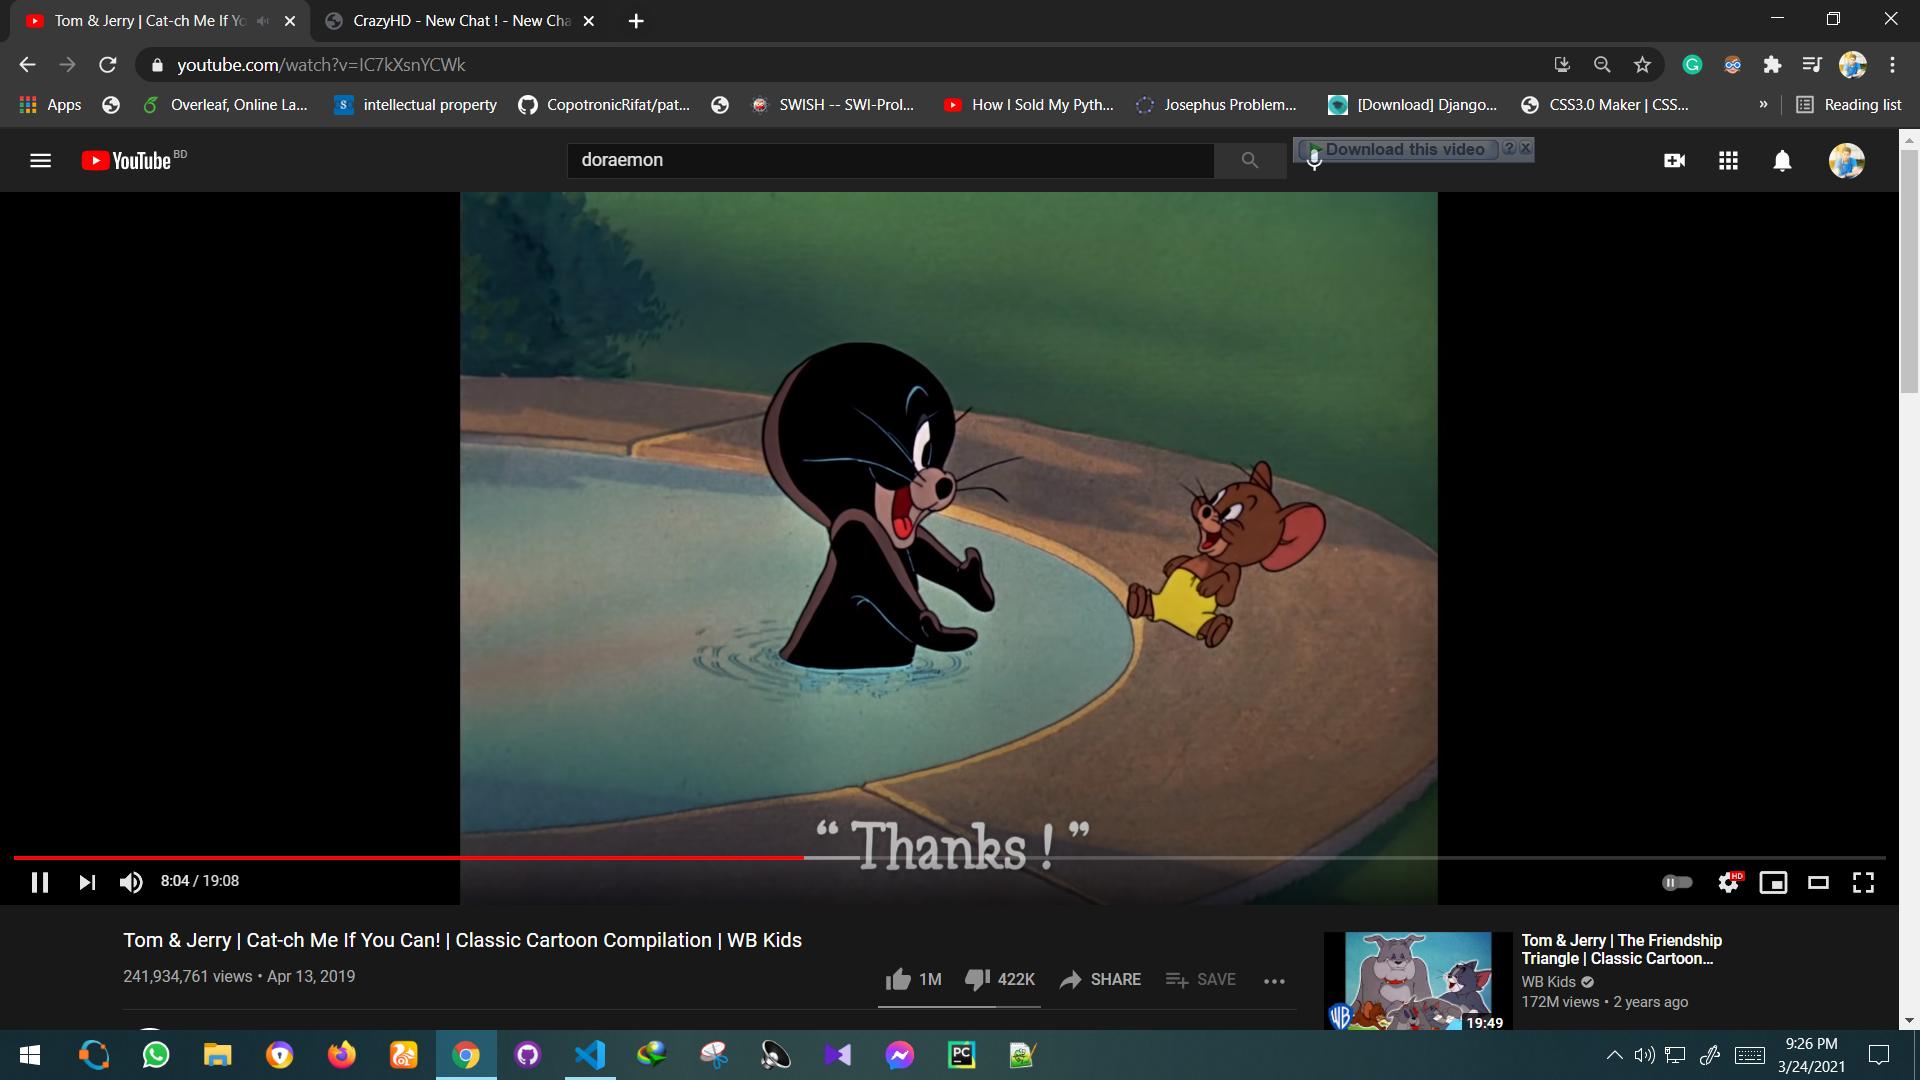 Tom & Jerry | Cat-ch Me If Yo
CrazyHD - New Chat ! - New Cha
youtube.com/watch?v=IC7kXsnYCWk
Apps
Overleaf, Online La...
intellectual property
CopotronicRifat/pat...
SWISH -- SWI-Prol...
How I Sold My Pyth...
Josephus Problem...
[Download] Django...
CSS3.0 Maker | CSS...
»
Reading list
YouTube BD
doraemon
Download this video
“ Thanks ! ”
8:04 / 19:08
HD
Tom & Jerry | Cat-ch Me If You Can! | Classic Cartoon Compilation | WB Kids
241,934,761 views • Apr 13, 2019
1M
422K
SHARE
SAVE
WB
19:49
Tom & Jerry | The Friendship
Triangle | Classic Cartoon...
WB Kids
172M views • 2 years ago
PC
9:26 PM
3/24/2021